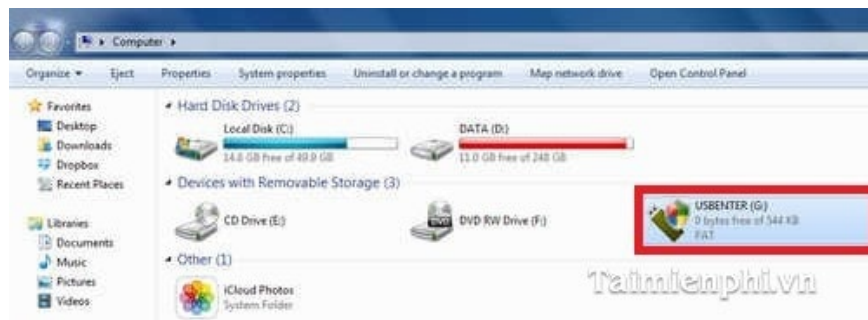 Computer
Organize Eject Properties System properties Uninstall or change a program Map network drive Open Control Panel
Favorites
Desktop
Downloads
Dropbox
Recent Places
Libraries
Documents
Music
Pictures
Videos
Hard Disk Drives (2)
Local Disk (C:)
14.8 GB free of 49.9 GB
DATA (D:)
11.0 GB free of 248 GB
Devices with Removable Storage (3)
CD Drive (E:)
DVD RW Drive (F:)
USBENTER (G:)
0 bytes free of 544 KB
FAT
Other (1)
iCloud Photos
System Folder
Taimienphi.vn